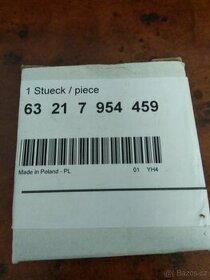 1 Stueck / piece
63 21 7 954 459
Made in Poland - PL 01 YH4
Bazos.cz